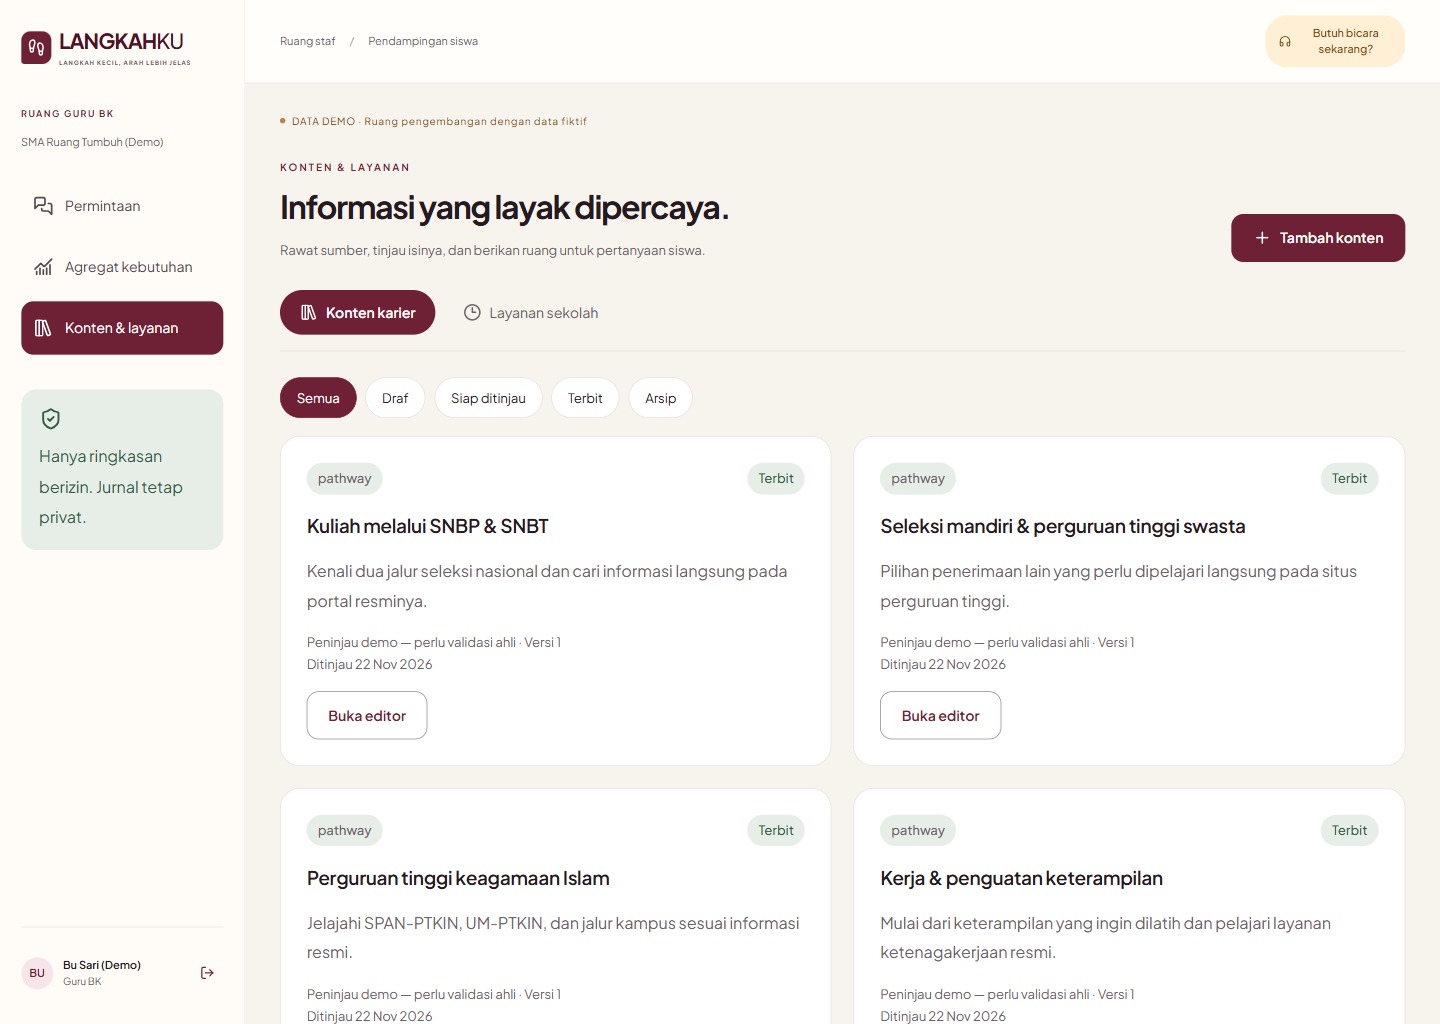 LANGKAHKU
LANGKAH KECIL, ARAH LEBIH JELAS
RUANG GURU BK
SMA Ruang Tumbuh (Demo)
Permintaan
Agregat kebutuhan
Konten & layanan
Hanya ringkasan
berizin. Jurnal tetap
privat.
BU
Bu Sari (Demo)
Guru BK
Ruang staf / Pendampingan siswa
Butuh bicara
sekarang?
DATA DEMO · Ruang pengembangan dengan data fiktif
KONTEN & LAYANAN
Informasi yang layak dipercaya.
Rawat sumber, tinjau isinya, dan berikan ruang untuk pertanyaan siswa.
Tambah konten
Konten karier
Layanan sekolah
Semua
Draf
Siap ditinjau
Terbit
Arsip
pathway
Terbit
Kuliah melalui SNBP & SNBT
Kenali dua jalur seleksi nasional dan cari informasi langsung pada
portal resminya.
Peninjau demo — perlu validasi ahli · Versi 1
Ditinjau 22 Nov 2026
Buka editor
pathway
Terbit
Seleksi mandiri & perguruan tinggi swasta
Pilihan penerimaan lain yang perlu dipelajari langsung pada situs
perguruan tinggi.
Peninjau demo — perlu validasi ahli · Versi 1
Ditinjau 22 Nov 2026
Buka editor
pathway
Terbit
Perguruan tinggi keagamaan Islam
Jelajahi SPAN-PTKIN, UM-PTKIN, dan jalur kampus sesuai informasi
resmi.
Peninjau demo — perlu validasi ahli · Versi 1
Ditinjau 22 Nov 2026
pathway
Terbit
Kerja & penguatan keterampilan
Mulai dari keterampilan yang ingin dilatih dan pelajari layanan
ketenagakerjaan resmi.
Peninjau demo — perlu validasi ahli · Versi 1
Ditinjau 22 Nov 2026